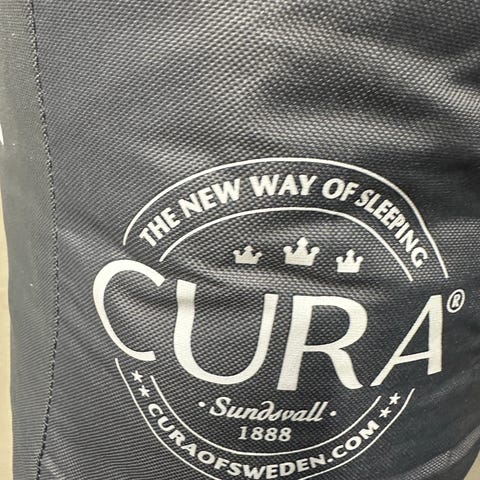 THE NEW WAY OF SLEEPING
CURA®
· Sundsvall ·
1888
CURAOFSWEDEN.COM